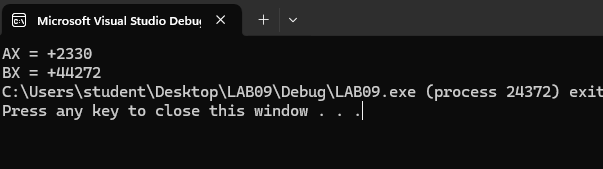 Microsoft Visual Studio Debug
AX = +2330
BX = +44272
C:\Users\student\Desktop\LAB09\Debug\LAB09.exe (process 24372) exit
Press any key to close this window . . .